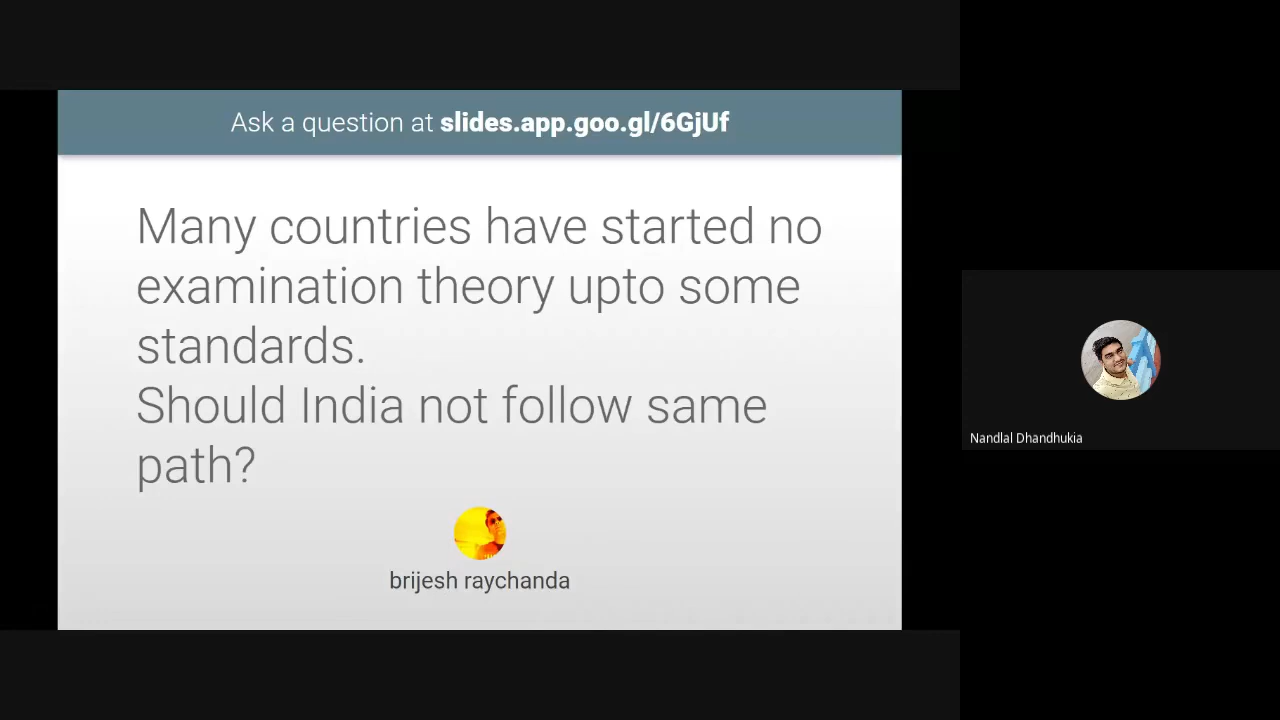 Ask a question at slides.app.goo.gl/6GjUf
Many countries have started no
examination theory upto some
standards.
Should India not follow same
path?
brijesh raychanda
Nandlal Dhandhukia